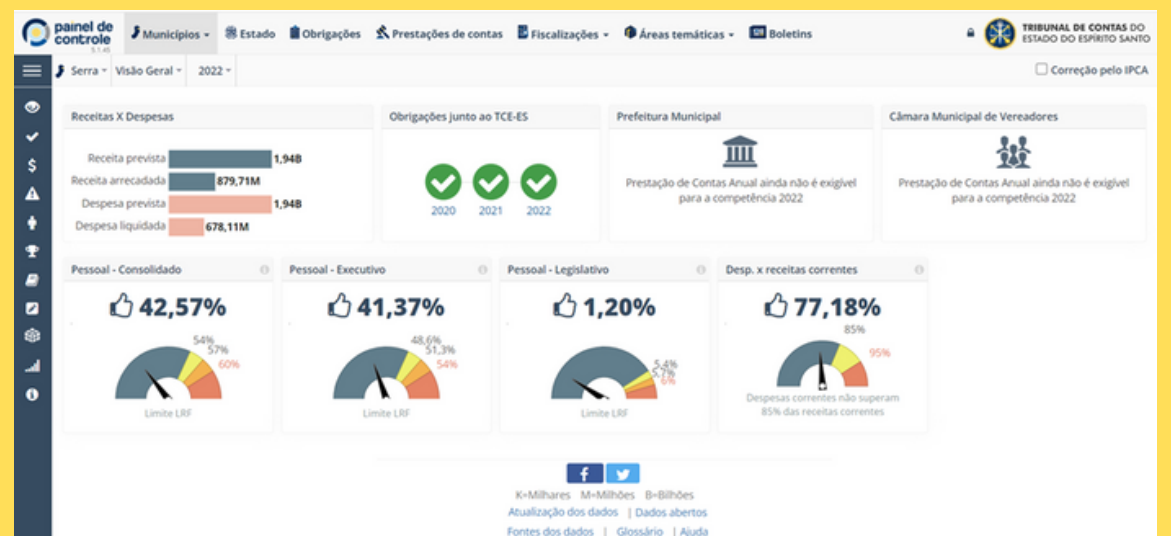 painel de controle
5.1.45
Municípios
Estado
Obrigações
Prestações de contas
Fiscalizações
Áreas temáticas
Boletins
TRIBUNAL DE CONTAS DO
ESTADO DO ESPÍRITO SANTO
Serra
Visão Geral
2022
Correção pelo IPCA
Receitas X Despesas
Receita prevista 1,94B
Receita arrecadada 879,71M
Despesa prevista 1,94B
Despesa liquidada 678,11M
Obrigações junto ao TCE-ES
2020 2021 2022
Prefeitura Municipal
Prestação de Contas Anual ainda não é exigível
para a competência 2022
Câmara Municipal de Vereadores
Prestação de Contas Anual ainda não é exigível
para a competência 2022
Pessoal - Consolidado
42,57%
54%
57%
60%
Limite LRF
Pessoal - Executivo
41,37%
48,6%
51,3%
54%
Limite LRF
Pessoal - Legislativo
1,20%
5,4%
5,7%
6%
Limite LRF
Desp. x receitas correntes
77,18%
85%
95%
Despesas correntes não superam
85% das receitas correntes
K=Milhares M=Milhões B=Bilhões
Atualização dos dados | Dados abertos
Fontes dos dados | Glossário | Ajuda